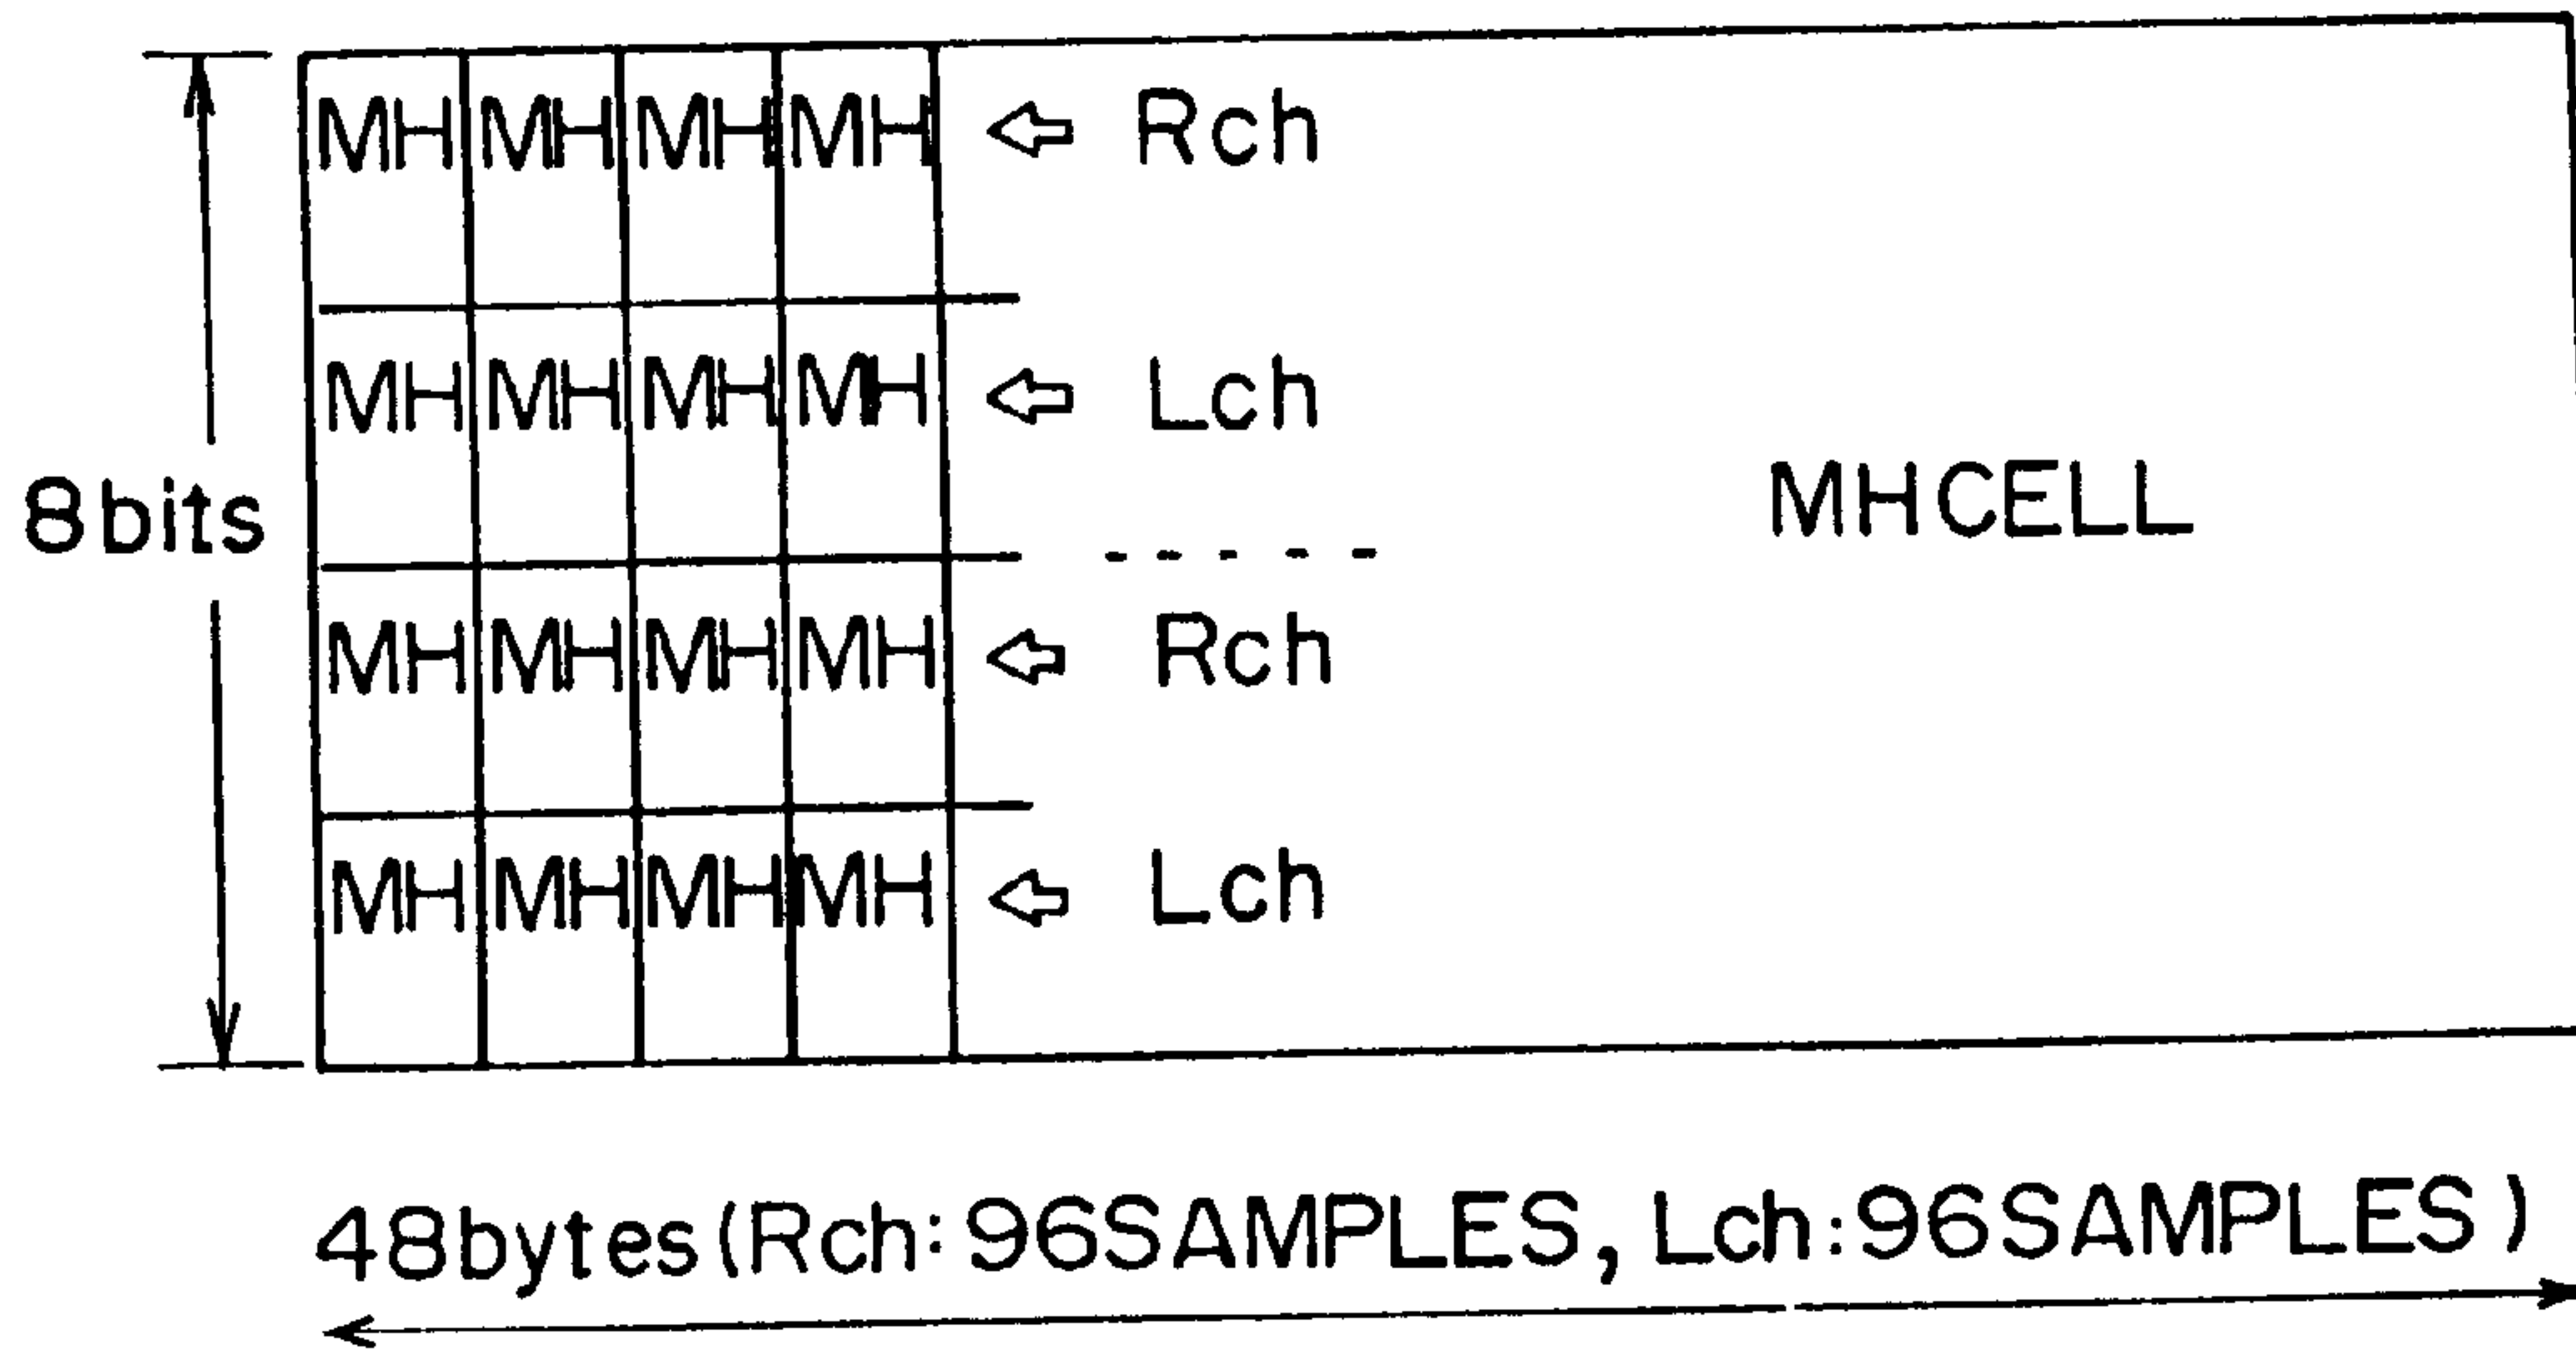 MH MH MH MH ⇦ Rch
MH MH MH MH ⇦ Lch
8bits
MHCELL
MH MH MH MH ⇦ Rch
MH MH MH MH ⇦ Lch
48bytes(Rch:96SAMPLES, Lch:96SAMPLES)